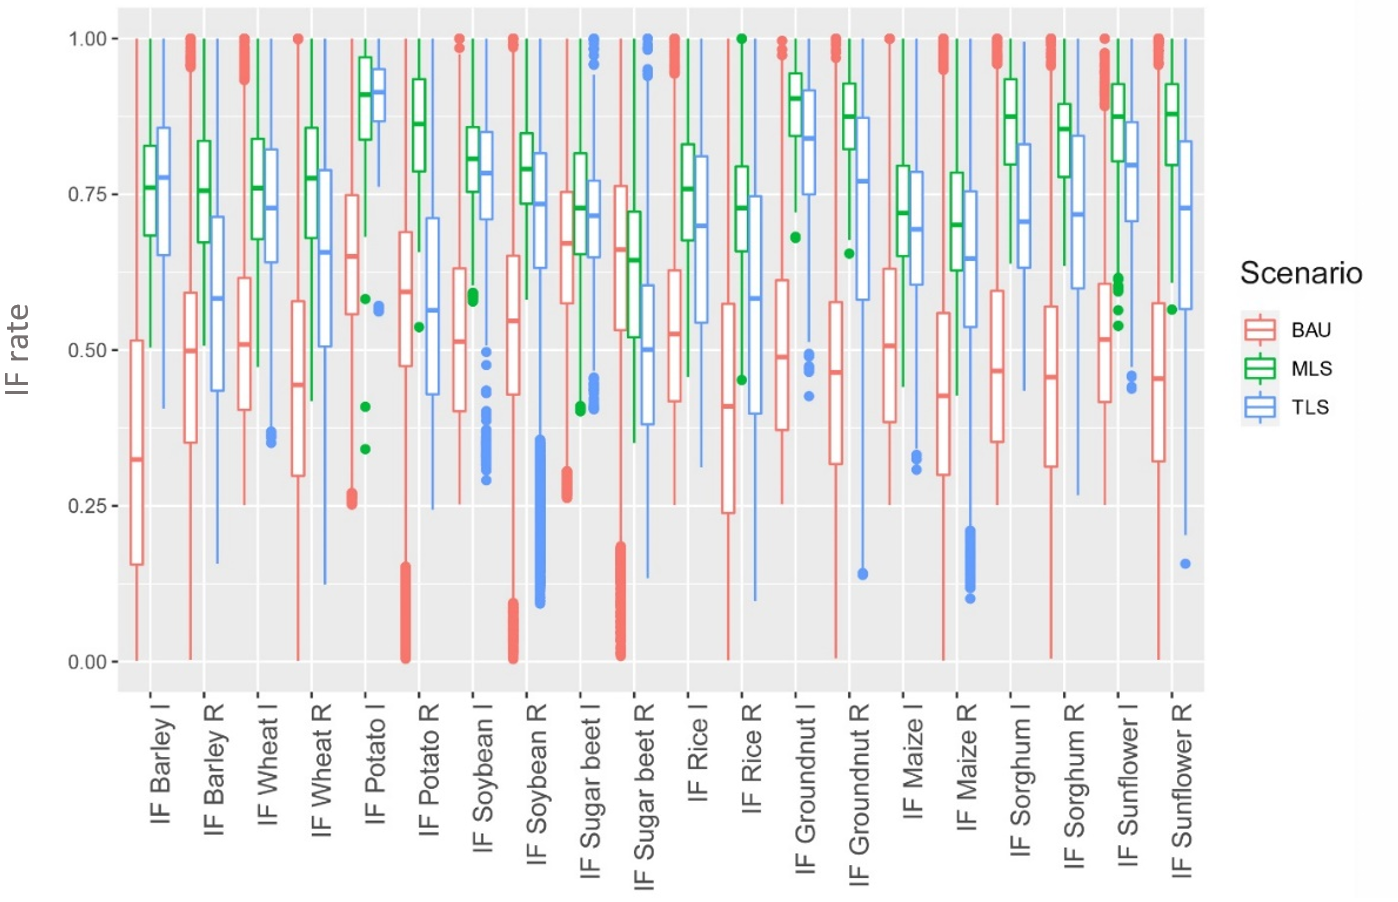 1.00
0.75
0.50
0.25
0.00
IF rate
IF Barley I
IF Barley R
IF Wheat I
IF Wheat R
IF Potato I
IF Potato R
IF Soybean I
IF Soybean R
IF Sugar beet I
IF Sugar beet R
IF Rice I
IF Rice R
IF Groundnut I
IF Groundnut R
IF Maize I
IF Maize R
IF Sorghum I
IF Sorghum R
IF Sunflower I
IF Sunflower R
Scenario
BAU
MLS
TLS